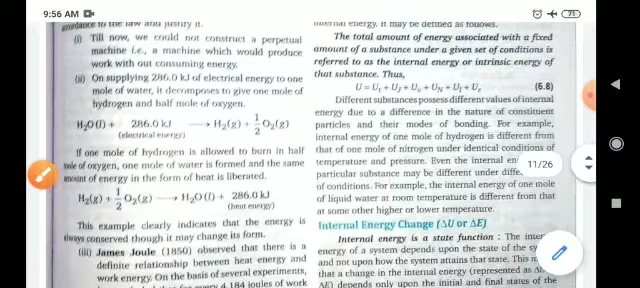 9:56 AM
71
accordance to the law and justify it.
(i) Till now, we could not construct a perpetual
machine i.e., a machine which would produce
work with out consuming energy.
(ii) On supplying 286.0 kJ of electrical energy to one
mole of water, it decomposes to give one mole of
hydrogen and half mole of oxygen.
H₂O (l) + 286.0 kJ ⟶ H₂(g) + 1/2 O₂(g)
(electrical energy)
If one mole of hydrogen is allowed to burn in half
mole of oxygen, one mole of water is formed and the same
amount of energy in the form of heat is liberated.
H₂(g) + 1/2 O₂(g) ⟶ H₂O (l) + 286.0 kJ
(heat energy)
This example clearly indicates that the energy is
always conserved though it may change its form.
(iii) James Joule (1850) observed that there is a
definite relationship between heat energy and
work energy. On the basis of several experiments,
4.184 joules of work
internal energy. It may be defined as follows.
The total amount of energy associated with a fixed
amount of a substance under a given set of conditions is
referred to as the internal energy or intrinsic energy of
that substance. Thus,
(6.8)
Different substances possess different values of internal
energy due to a difference in the nature of constituent
particles and their modes of bonding. For example,
internal energy of one mole of hydrogen is different from
that of one mole of nitrogen under identical conditions of
temperature and pressure. Even the internal en
particular substance may be different under diffe
of conditions. For example, the internal energy of one mole
of liquid water at room temperature is different from that
at some other higher or lower temperature.
Internal Energy Change (ΔU or ΔE)
Internal energy is a state function : The inter
energy of a system depends upon the state of the sy
and not upon how the system attains that state. This m
that a change in the internal energy (represented as ΔU
ΔE) depends only upon the initial and final states of the
11/26